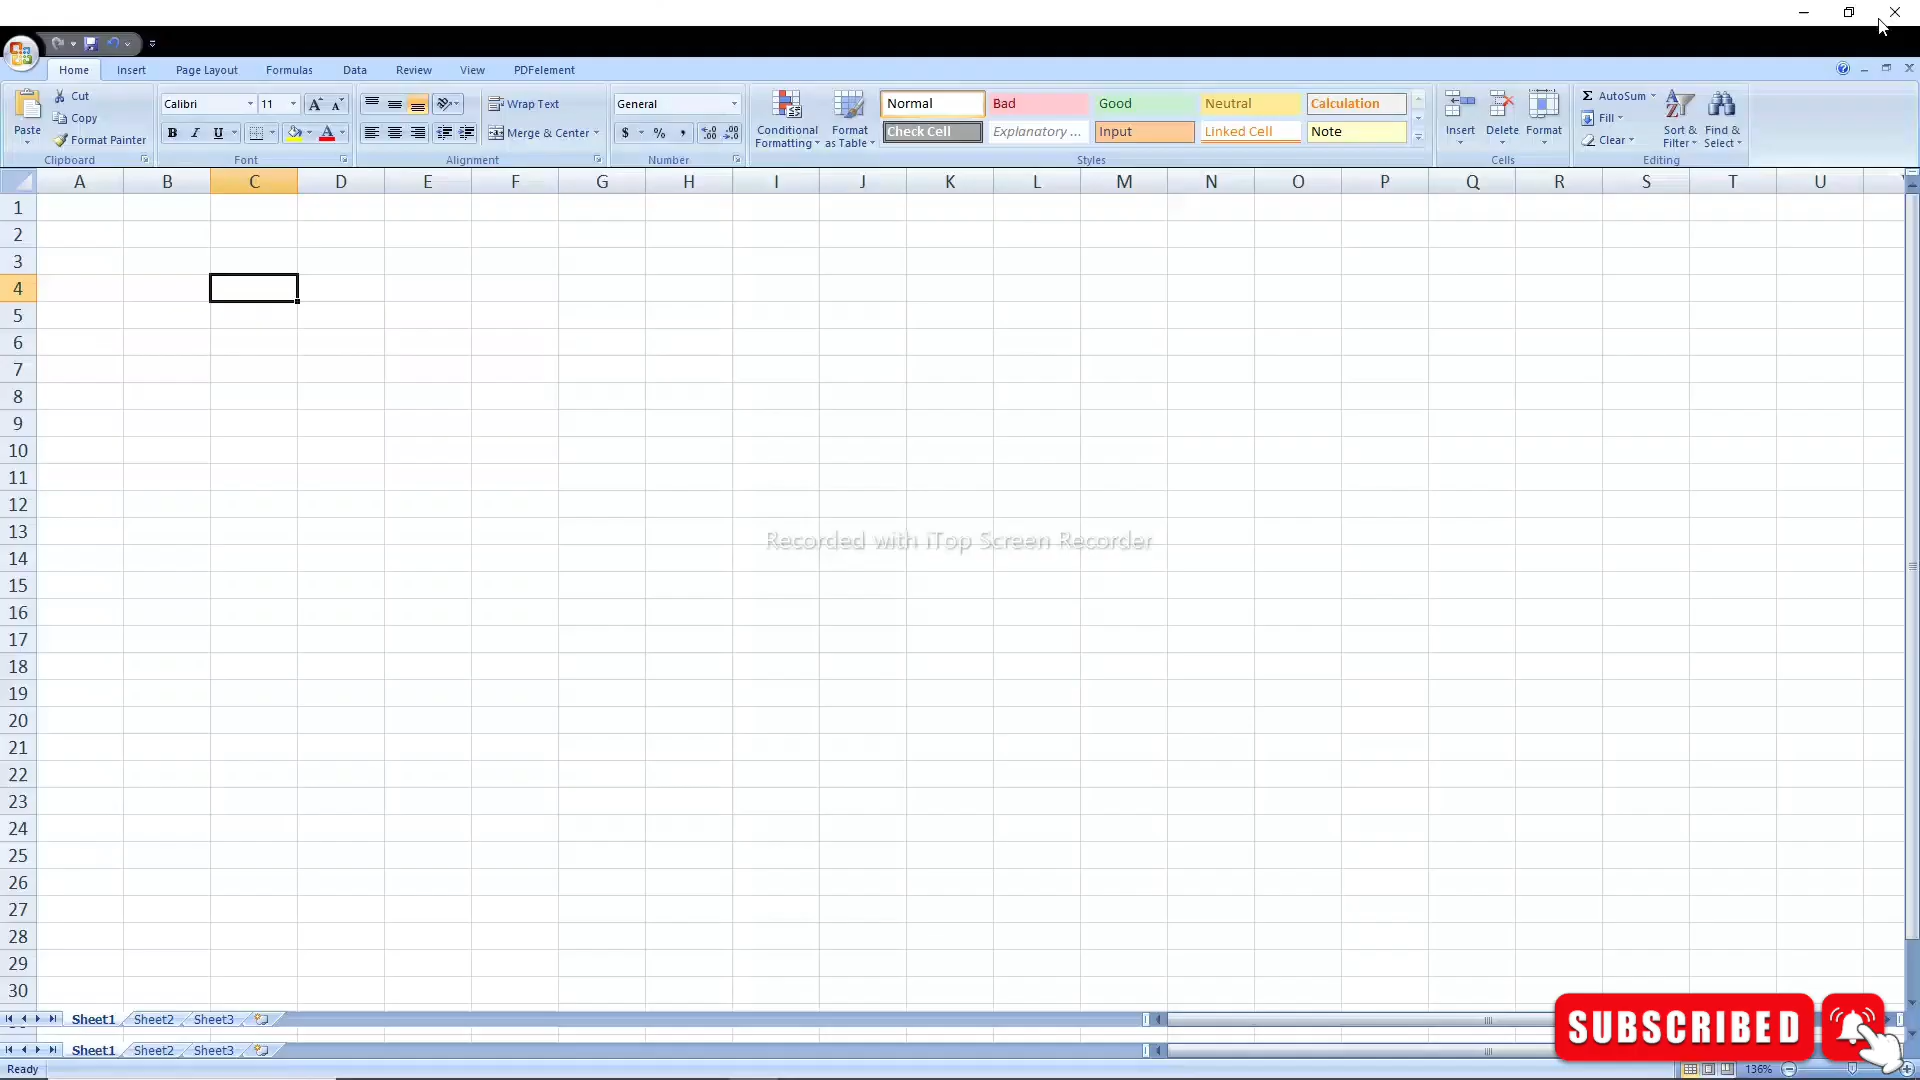 Home Insert Page Layout Formulas Data Review View PDFelement
Cut
Copy
Format Painter
Paste
Clipboard
Calibri 11
B I U
Font
Wrap Text
Merge & Center
Alignment
General
$ % ,
Number
Conditional Formatting
Format as Table
Normal Bad Good Neutral Calculation
Check Cell Explanatory ... Input Linked Cell Note
Styles
Insert Delete Format
Cells
Σ AutoSum
Fill
Clear
Sort & Filter
Find & Select
Editing
A B C D E F G H I J K L M N O P Q R S T U
1
2
3
4
5
6
7
8
9
10
11
12
13
Recorded with iTop Screen Recorder
14
15
16
17
18
19
20
21
22
23
24
25
26
27
28
29
30
Sheet1 Sheet2 Sheet3
SUBSCRIBED
Sheet1 Sheet2 Sheet3
Ready
136%